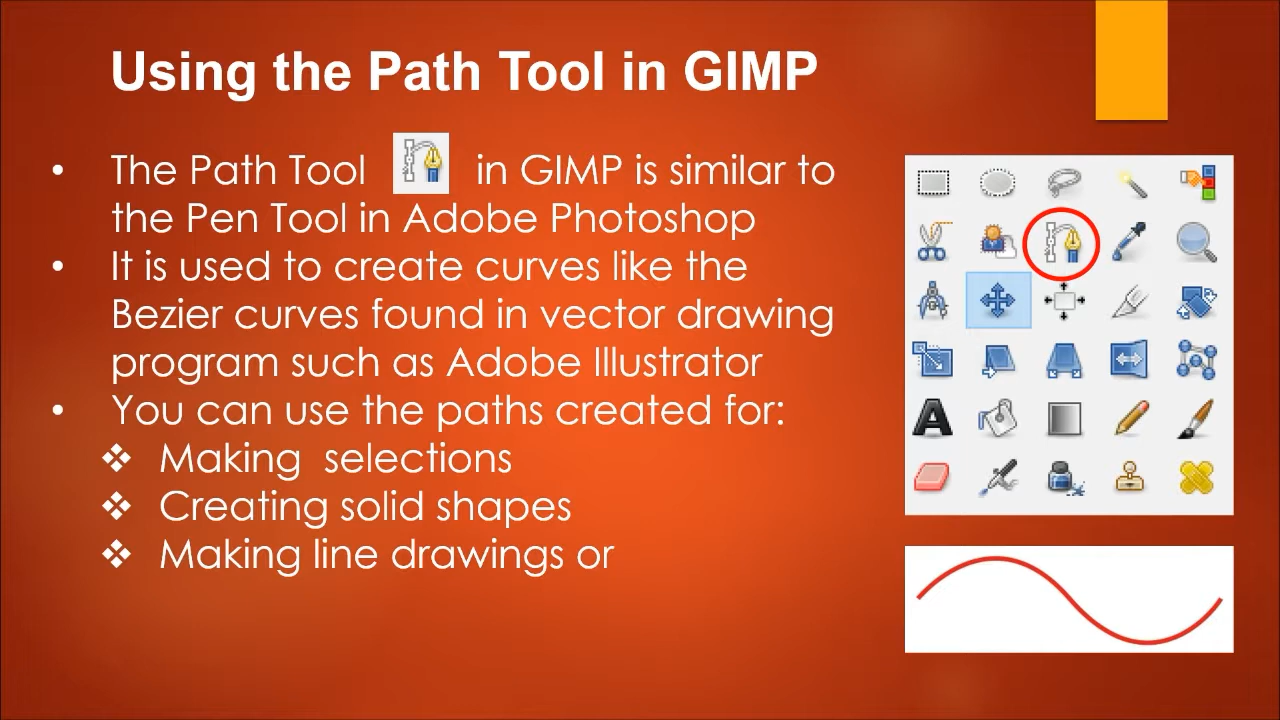 Using the Path Tool in GIMP
• The Path Tool in GIMP is similar to
the Pen Tool in Adobe Photoshop
• It is used to create curves like the
Bezier curves found in vector drawing
program such as Adobe Illustrator
• You can use the paths created for:
❖ Making selections
❖ Creating solid shapes
❖ Making line drawings or